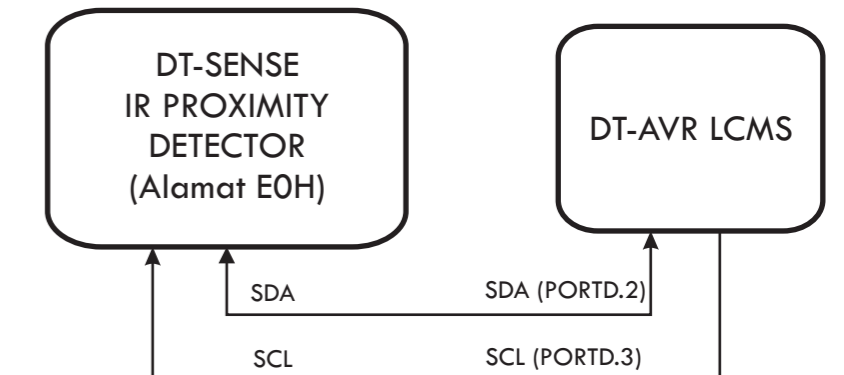 DT-SENSE
IR PROXIMITY
DETECTOR
(Alamat E0H)
DT-AVR LCMS
SDA
SDA (PORTD.2)
SCL
SCL (PORTD.3)